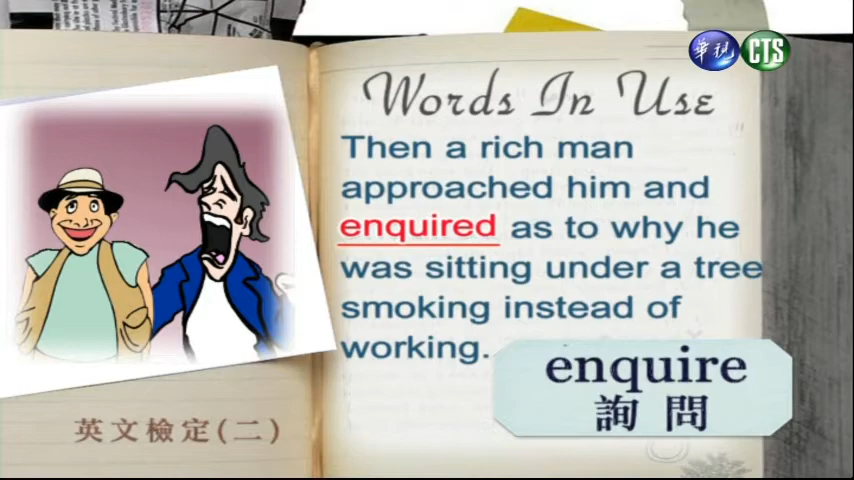 華視 CTS
Words In Use
Then a rich man
approached him and
enquired as to why he
was sitting under a tree
smoking instead of
working.
enquire
詢問
英文檢定(二)